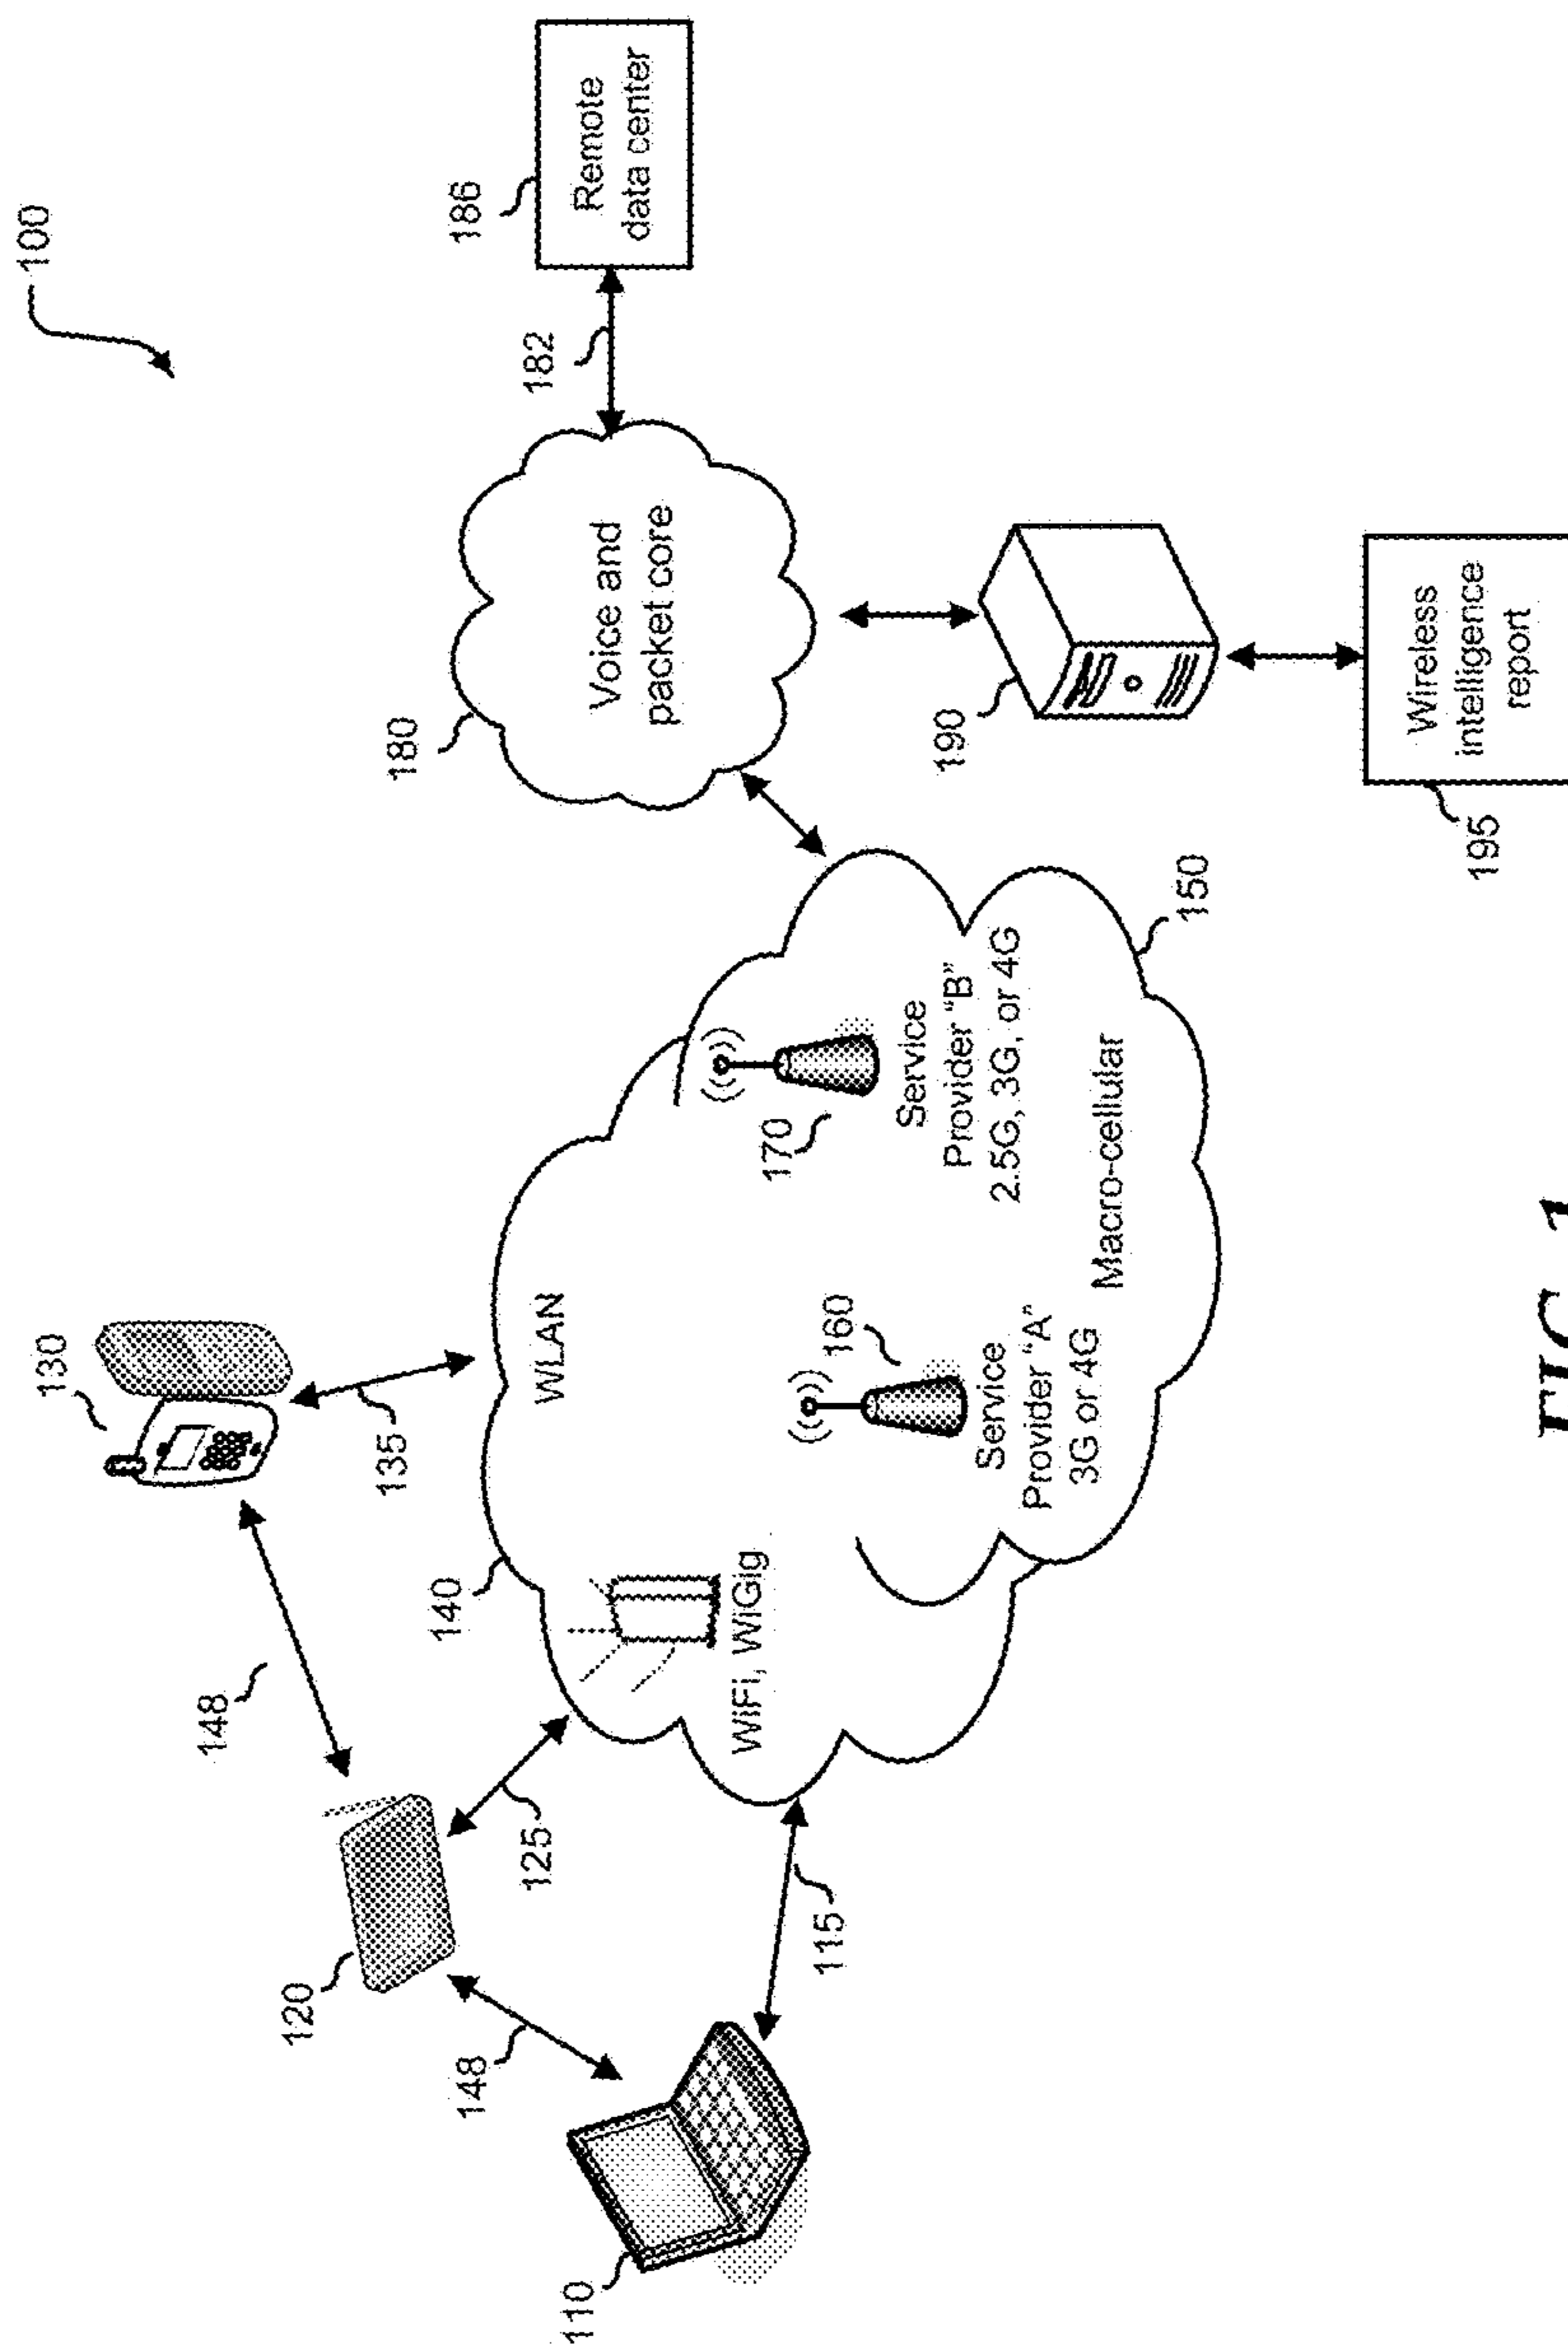 100
130
135
148
120
148
110
125
115
140
WLAN
WiFi, WiGig
160
Service
Provider "A"
3G or 4G
170
Service
Provider "B"
2.5G, 3G, or 4G
Macro-cellular
150
180
Voice and
packet core
182
186
Remote
data center
190
195
Wireless
intelligence
report
FIG. 1